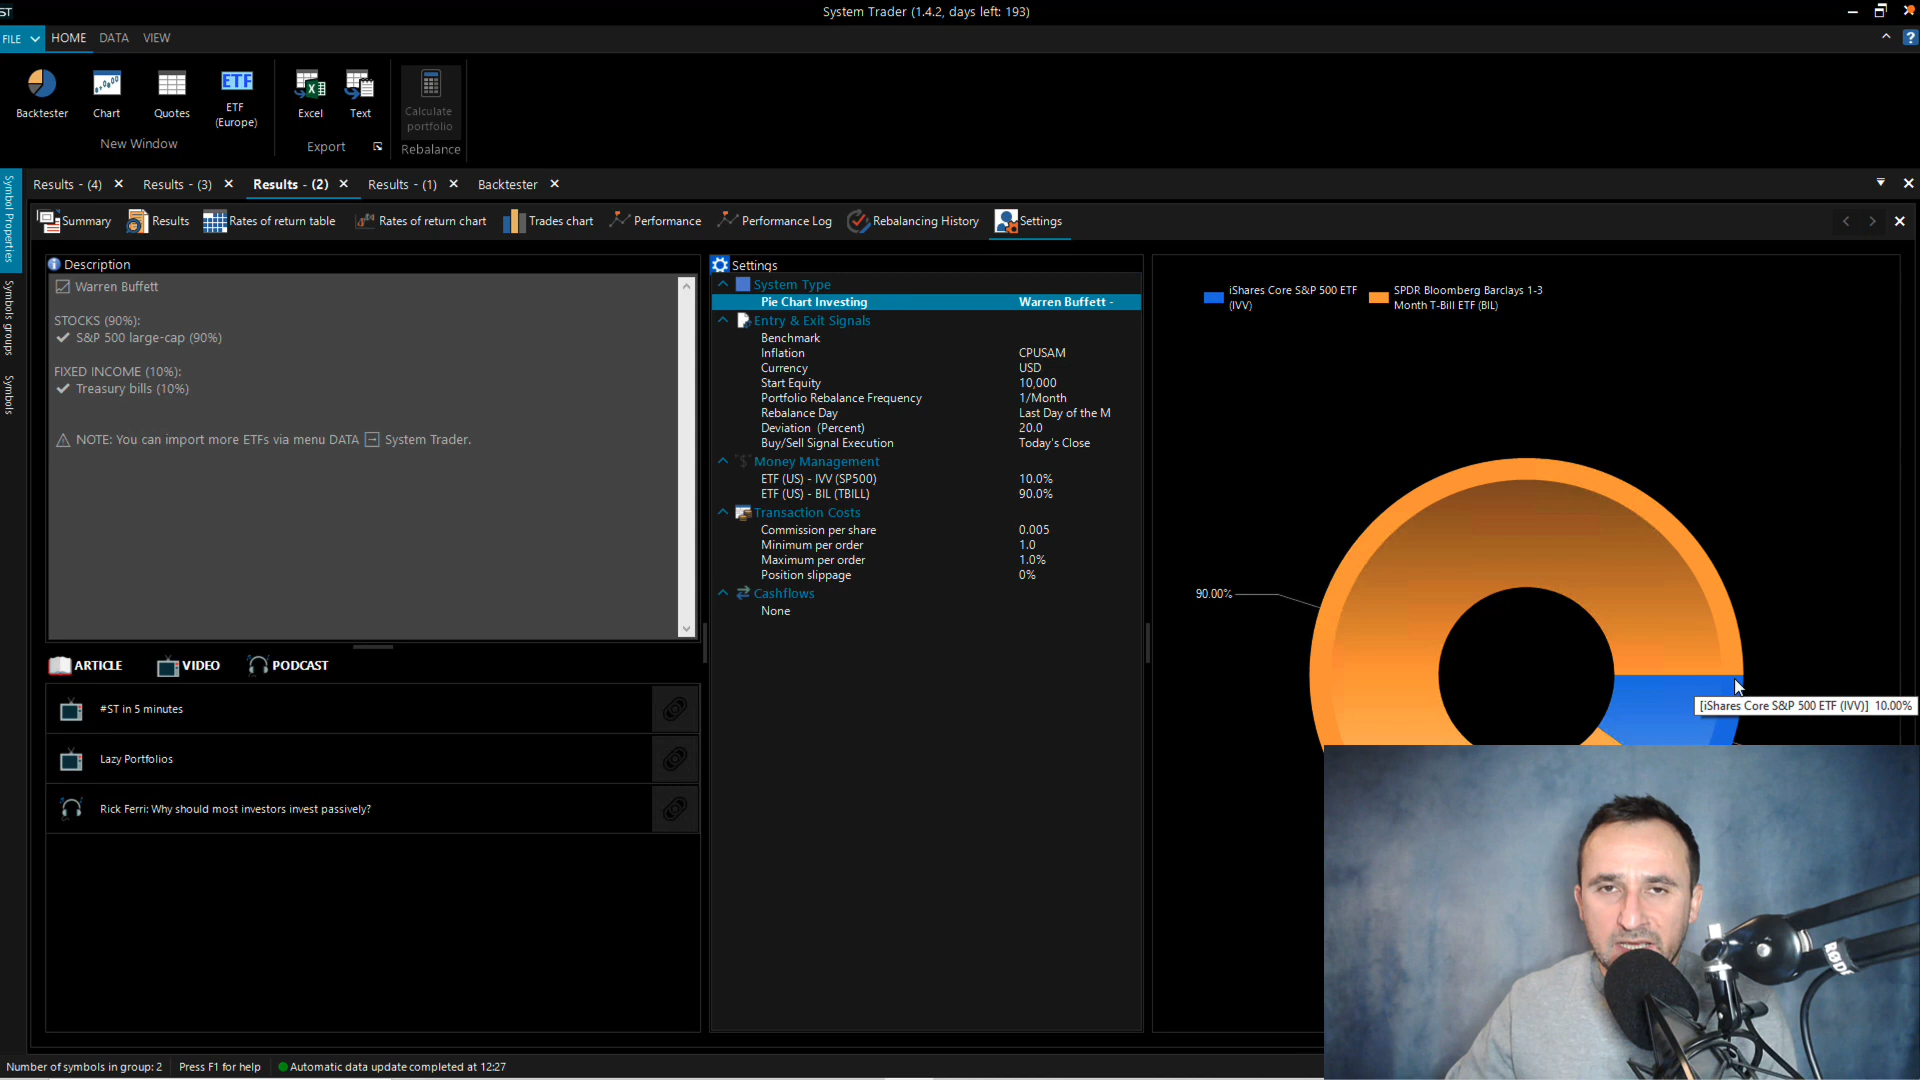 ST
System Trader (1.4.2, days left: 193)
FILE
HOME
DATA
VIEW
?
Backtester
Chart
Quotes
ETF
ETF
(Europe)
Excel
Text
Calculate
portfolio
New Window
Export
Rebalance
Symbol Properties
Symbols groups
Symbols
Results - (4)
Results - (3)
Results - (2)
Results - (1)
Backtester
Summary
Results
Rates of return table
Rates of return chart
Trades chart
Performance
Performance Log
Rebalancing History
Settings
Description
Warren Buffett
STOCKS (90%):
S&P 500 large-cap (90%)
FIXED INCOME (10%):
Treasury bills (10%)
NOTE: You can import more ETFs via menu DATA → System Trader.
ARTICLE
VIDEO
PODCAST
#ST in 5 minutes
Lazy Portfolios
Rick Ferri: Why should most investors invest passively?
Settings
System Type
Pie Chart Investing Warren Buffett -
Entry & Exit Signals
Benchmark
Inflation CPUSAM
Currency USD
Start Equity 10,000
Portfolio Rebalance Frequency 1/Month
Rebalance Day Last Day of the M
Deviation (Percent) 20.0
Buy/Sell Signal Execution Today's Close
Money Management
ETF (US) - IVV (SP500) 10.0%
ETF (US) - BIL (TBILL) 90.0%
Transaction Costs
Commission per share 0.005
Minimum per order 1.0
Maximum per order 1.0%
Position slippage 0%
Cashflows
None
iShares Core S&P 500 ETF
(IVV)
SPDR Bloomberg Barclays 1-3
Month T-Bill ETF (BIL)
90.00%
[iShares Core S&P 500 ETF (IVV)] 10.00%
RØDE
Number of symbols in group: 2
Press F1 for help
Automatic data update completed at 12:27